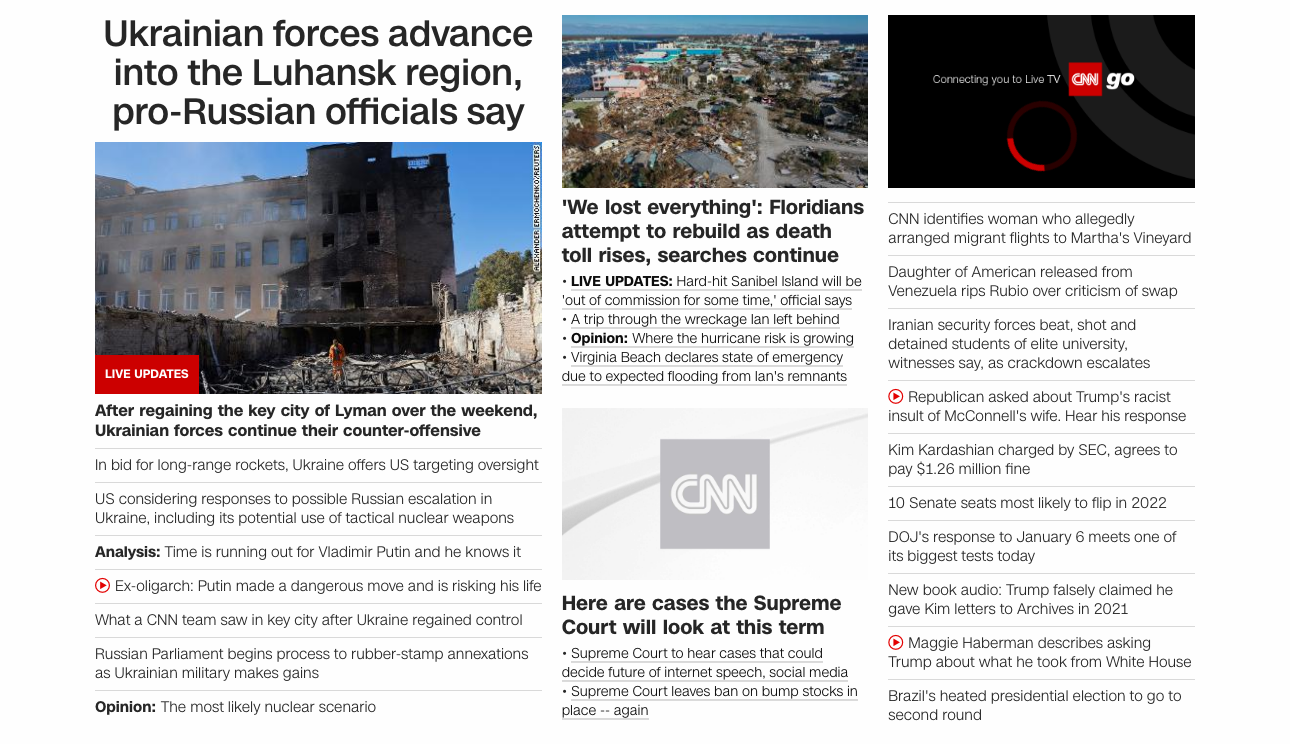 Ukrainian forces advance
into the Luhansk region,
pro-Russian officials say
ALEXANDER ERMOCHENKO/REUTERS
LIVE UPDATES
After regaining the key city of Lyman over the weekend,
Ukrainian forces continue their counter-offensive
In bid for long-range rockets, Ukraine offers US targeting oversight
US considering responses to possible Russian escalation in
Ukraine, including its potential use of tactical nuclear weapons
Analysis: Time is running out for Vladimir Putin and he knows it
Ex-oligarch: Putin made a dangerous move and is risking his life
What a CNN team saw in key city after Ukraine regained control
Russian Parliament begins process to rubber-stamp annexations
as Ukrainian military makes gains
Opinion: The most likely nuclear scenario
'We lost everything': Floridians
attempt to rebuild as death
toll rises, searches continue
• LIVE UPDATES: Hard-hit Sanibel Island will be
'out of commission for some time,' official says
• A trip through the wreckage Ian left behind
• Opinion: Where the hurricane risk is growing
• Virginia Beach declares state of emergency
due to expected flooding from Ian's remnants
CNN
Here are cases the Supreme
Court will look at this term
• Supreme Court to hear cases that could
decide future of internet speech, social media
• Supreme Court leaves ban on bump stocks in
place -- again
Connecting you to Live TV CNN go
CNN identifies woman who allegedly
arranged migrant flights to Martha's Vineyard
Daughter of American released from
Venezuela rips Rubio over criticism of swap
Iranian security forces beat, shot and
detained students of elite university,
witnesses say, as crackdown escalates
Republican asked about Trump's racist
insult of McConnell's wife. Hear his response
Kim Kardashian charged by SEC, agrees to
pay $1.26 million fine
10 Senate seats most likely to flip in 2022
DOJ's response to January 6 meets one of
its biggest tests today
New book audio: Trump falsely claimed he
gave Kim letters to Archives in 2021
Maggie Haberman describes asking
Trump about what he took from White House
Brazil's heated presidential election to go to
second round